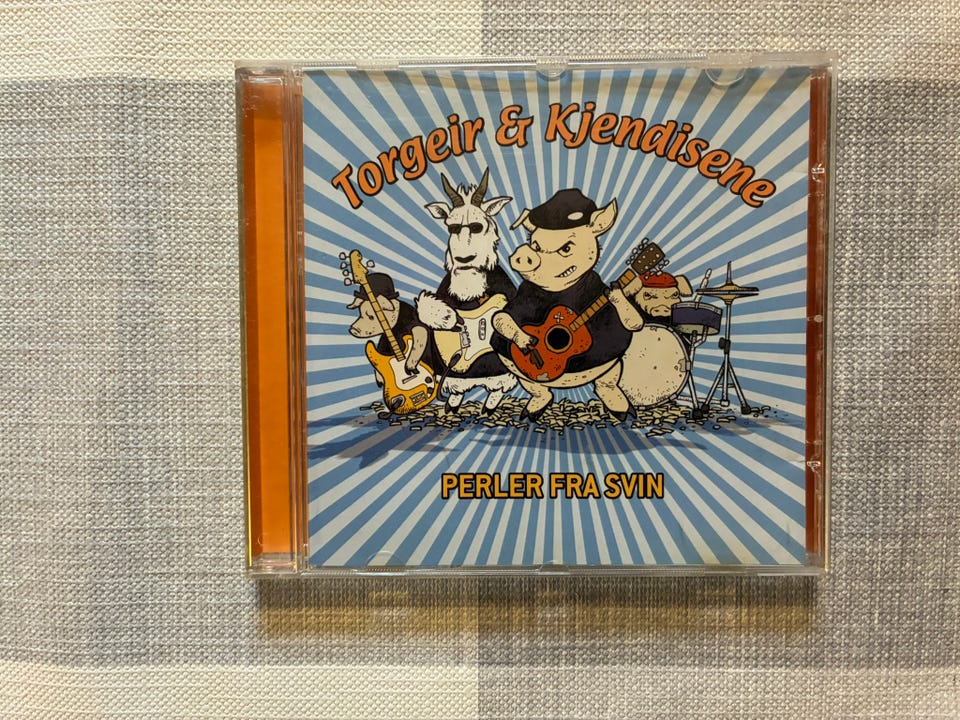 Torgeir & Kjendisene
PERLER FRA SVIN